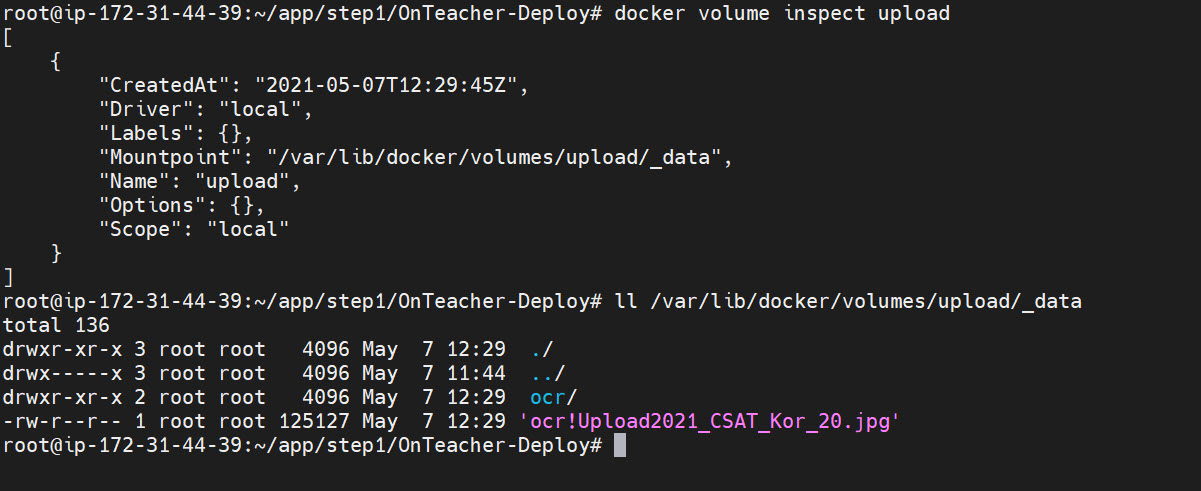 root@ip-172-31-44-39:~/app/step1/OnTeacher-Deploy# docker volume inspect upload
[
    {
        "CreatedAt": "2021-05-07T12:29:45Z",
        "Driver": "local",
        "Labels": {},
        "Mountpoint": "/var/lib/docker/volumes/upload/_data",
        "Name": "upload",
        "Options": {},
        "Scope": "local"
    }
]
root@ip-172-31-44-39:~/app/step1/OnTeacher-Deploy# ll /var/lib/docker/volumes/upload/_data
total 136
drwxr-xr-x 3 root root   4096 May  7 12:29  ./
drwx-----x 3 root root   4096 May  7 11:44  ../
drwxr-xr-x 2 root root   4096 May  7 12:29  ocr/
-rw-r--r-- 1 root root 125127 May  7 12:29 'ocr!Upload2021_CSAT_Kor_20.jpg'
root@ip-172-31-44-39:~/app/step1/OnTeacher-Deploy#